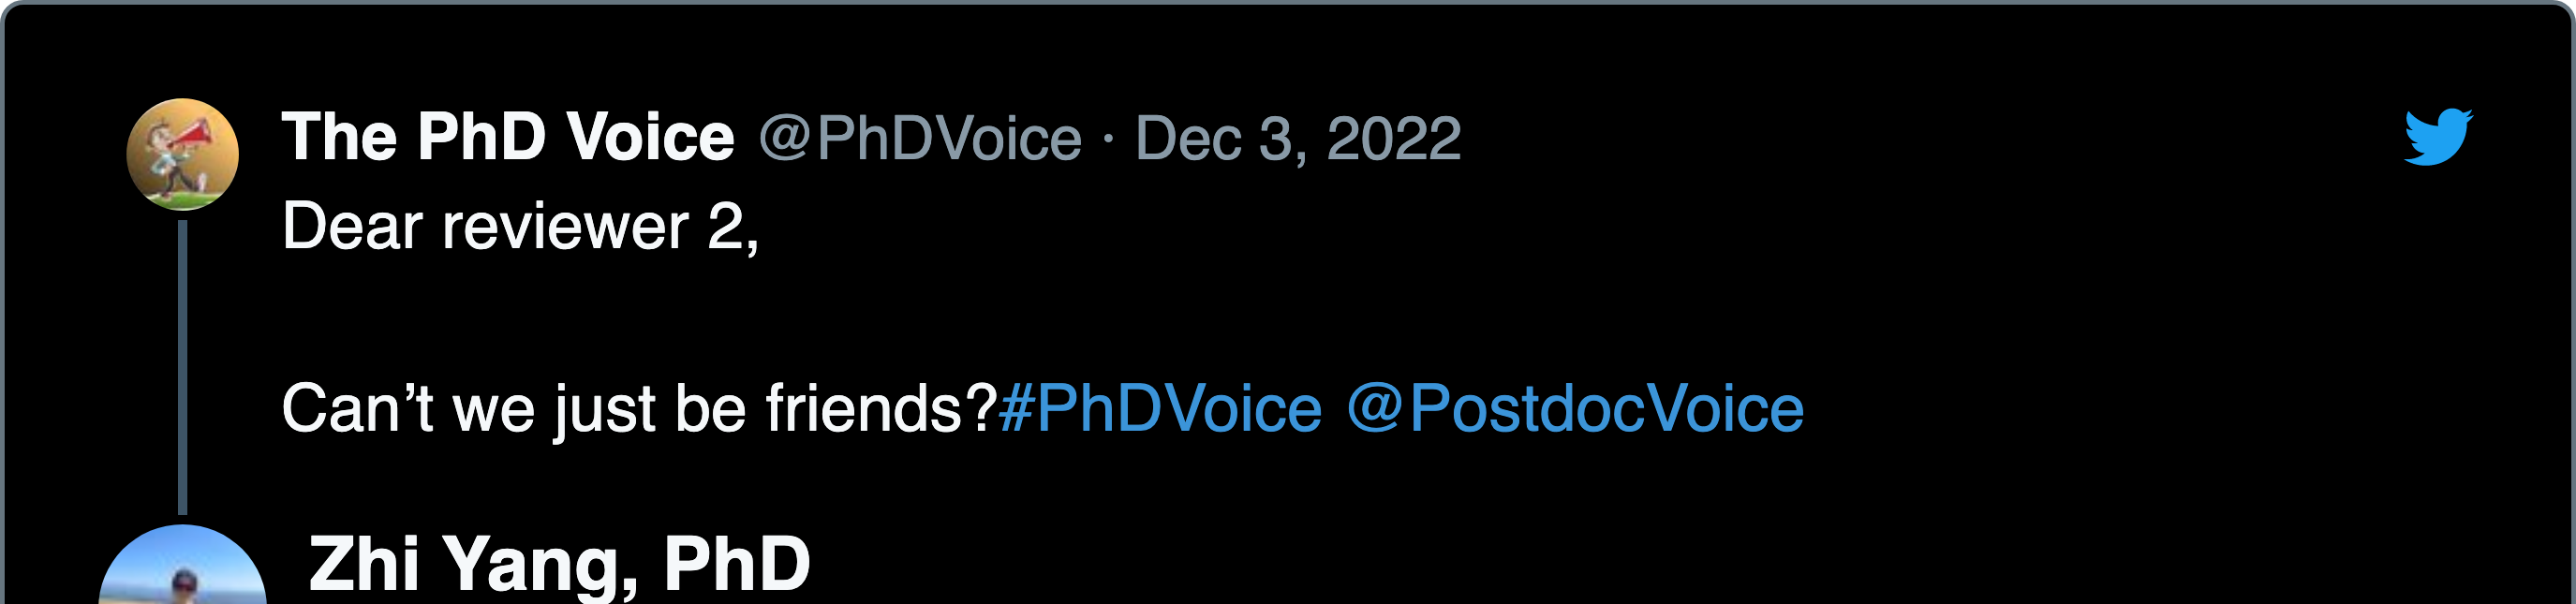 The PhD Voice @PhDVoice · Dec 3, 2022
Dear reviewer 2,
Can’t we just be friends?#PhDVoice @PostdocVoice
Zhi Yang, PhD